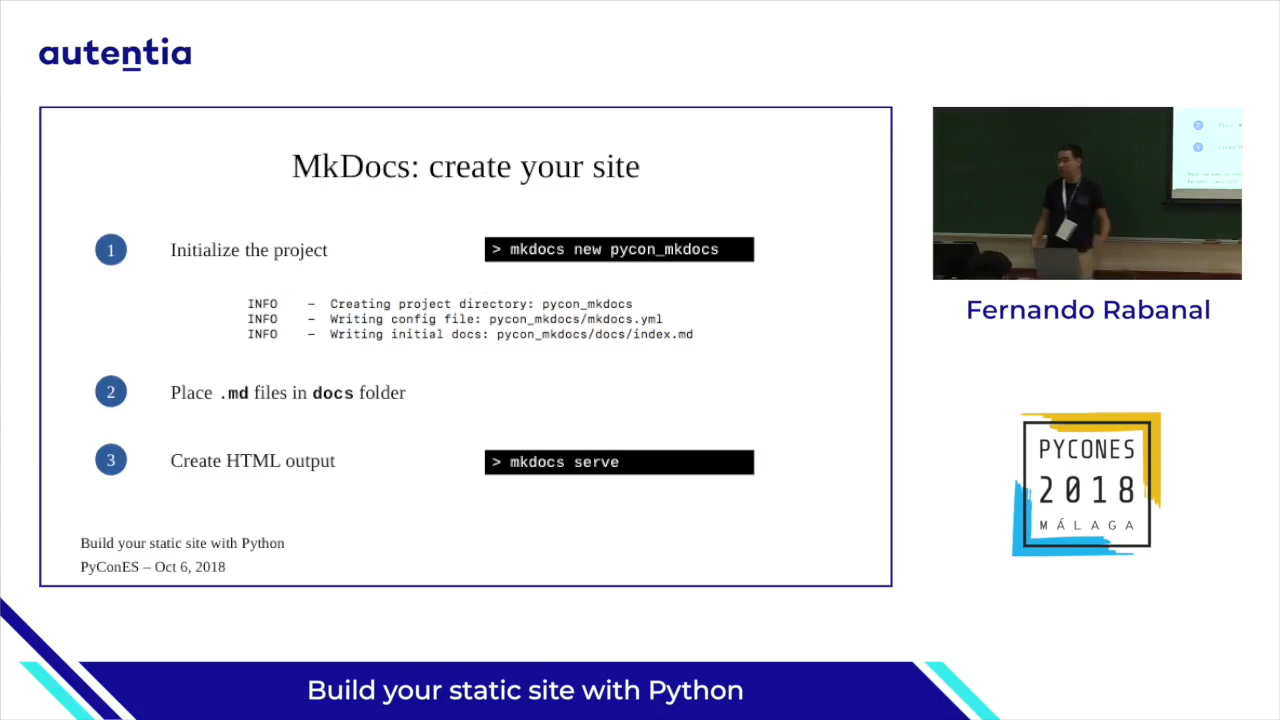 autentia
MkDocs: create your site
1 Initialize the project > mkdocs new pycon_mkdocs
INFO – Creating project directory: pycon_mkdocs
INFO – Writing config file: pycon_mkdocs/mkdocs.yml
INFO – Writing initial docs: pycon_mkdocs/docs/index.md
2 Place .md files in docs folder
3 Create HTML output > mkdocs serve
Build your static site with Python
PyConES – Oct 6, 2018
Fernando Rabanal
PYCONES
2018
MÁLAGA
Build your static site with Python